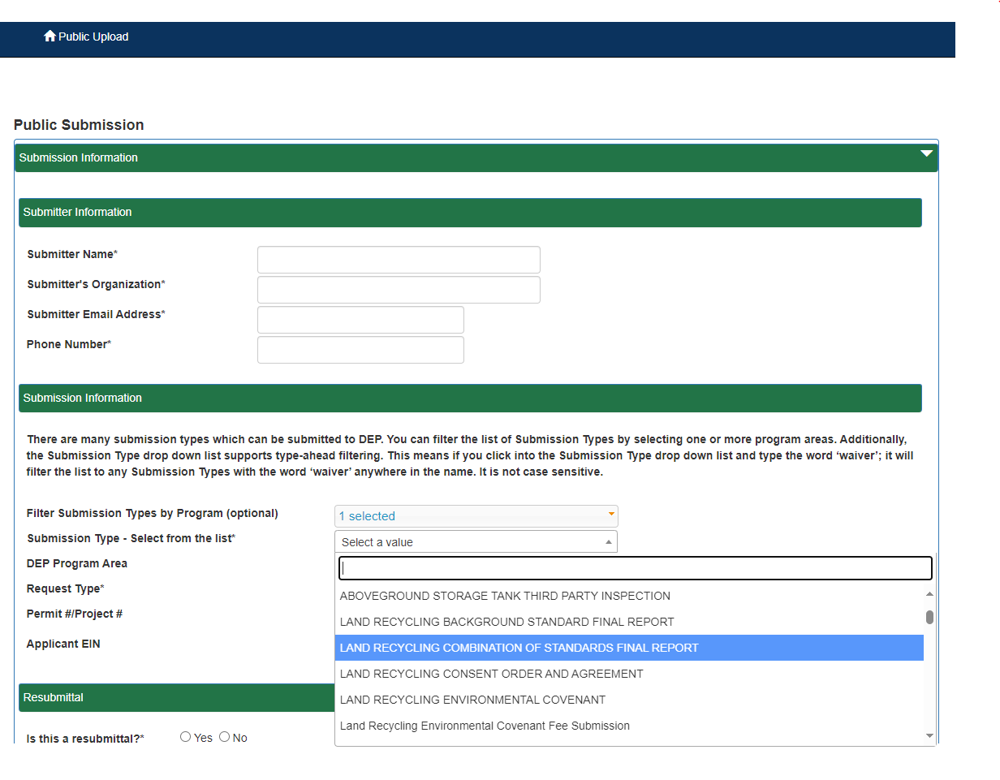 Public Upload
Public Submission
Submission Information
Submitter Information
Submitter Name*
Submitter's Organization*
Submitter Email Address*
Phone Number*
Submission Information
There are many submission types which can be submitted to DEP. You can filter the list of Submission Types by selecting one or more program areas. Additionally,
the Submission Type drop down list supports type-ahead filtering. This means if you click into the Submission Type drop down list and type the word ‘waiver’; it will
filter the list to any Submission Types with the word ‘waiver’ anywhere in the name. It is not case sensitive.
Filter Submission Types by Program (optional) 1 selected
Submission Type - Select from the list* Select a value
DEP Program Area
Request Type*
ABOVEGROUND STORAGE TANK THIRD PARTY INSPECTION
Permit #/Project #
LAND RECYCLING BACKGROUND STANDARD FINAL REPORT
Applicant EIN
LAND RECYCLING COMBINATION OF STANDARDS FINAL REPORT
LAND RECYCLING CONSENT ORDER AND AGREEMENT
Resubmittal
LAND RECYCLING ENVIRONMENTAL COVENANT
Land Recycling Environmental Covenant Fee Submission
Is this a resubmittal?* Yes No